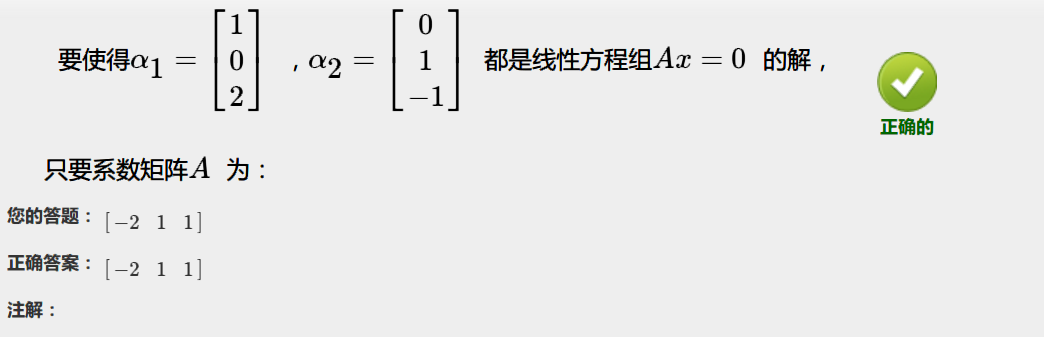 要使得α₁ = [1 0 2] , α₂ = [0 1 −1] 都是线性方程组Ax = 0 的解，
正确的
只要系数矩阵A 为：
您的答题： [−2 1 1]
正确答案： [−2 1 1]
注解：